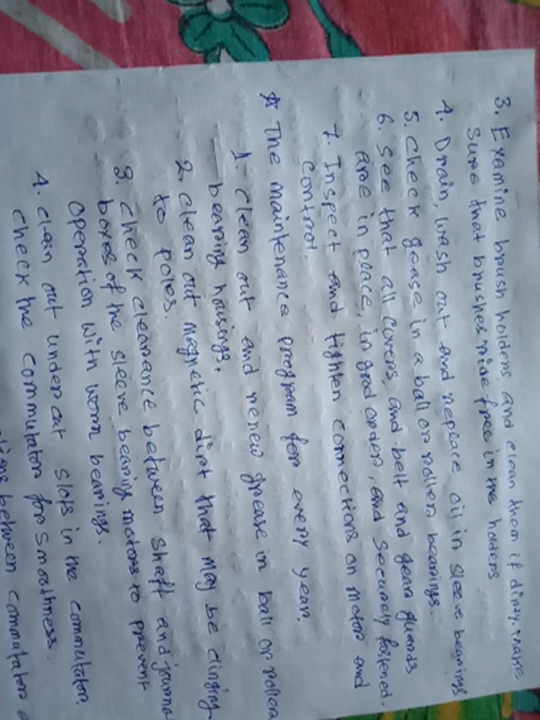 3. Examine brush holders and clean them if dirty. make
sure that brushes ride free in the holders
4. Drain, wash out and replace oil in sleeve bearings
5. Check grease in a ball or roller bearings.
6. See that all covers, and belt and gear guards
are in place, in good order, and securely fastened.
7. Inspect and tighten connections on motor and
control.
☆ The maintenance program for every year.
1. Clean out and renew grease in ball or roller
bearing housings.
2. Clean out magnetic dirt that may be clinging
to poles
3. Check clearance between shaft and journal
bores of the sleeve bearing motors to prevent
operation with worn bearings.
4. Clean out under cut slots in the commutator.
check the commutator for smoothness.
between commutator